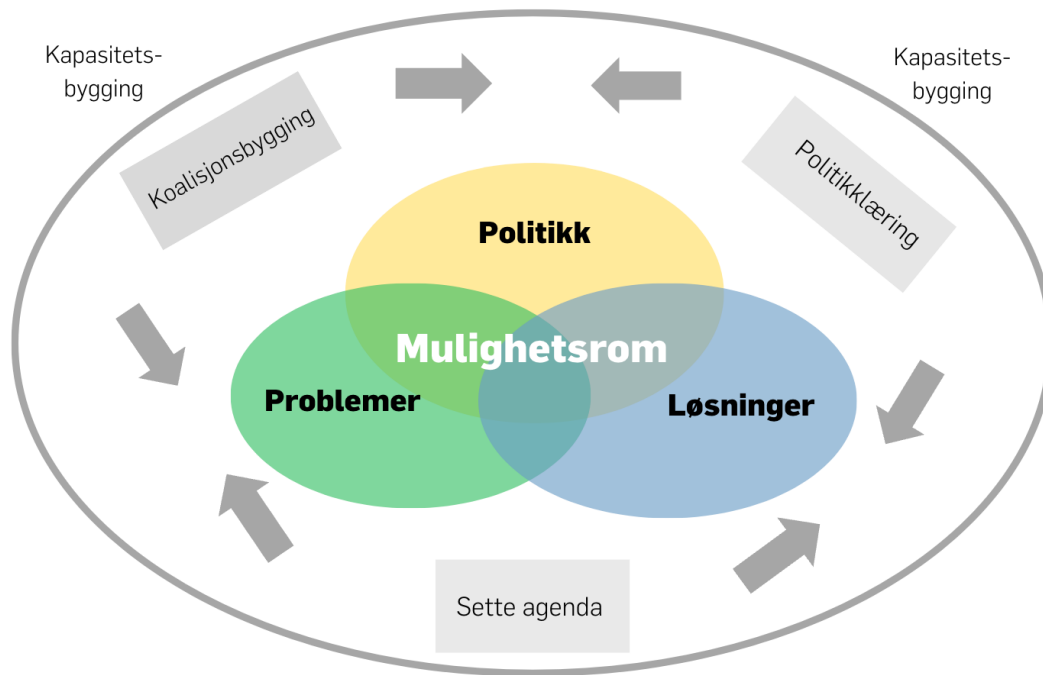 Kapasitets-
bygging
Kapasitets-
bygging
Koalisjonsbygging
Politikklæring
Politikk
Mulighetsrom
Problemer
Løsninger
Sette agenda